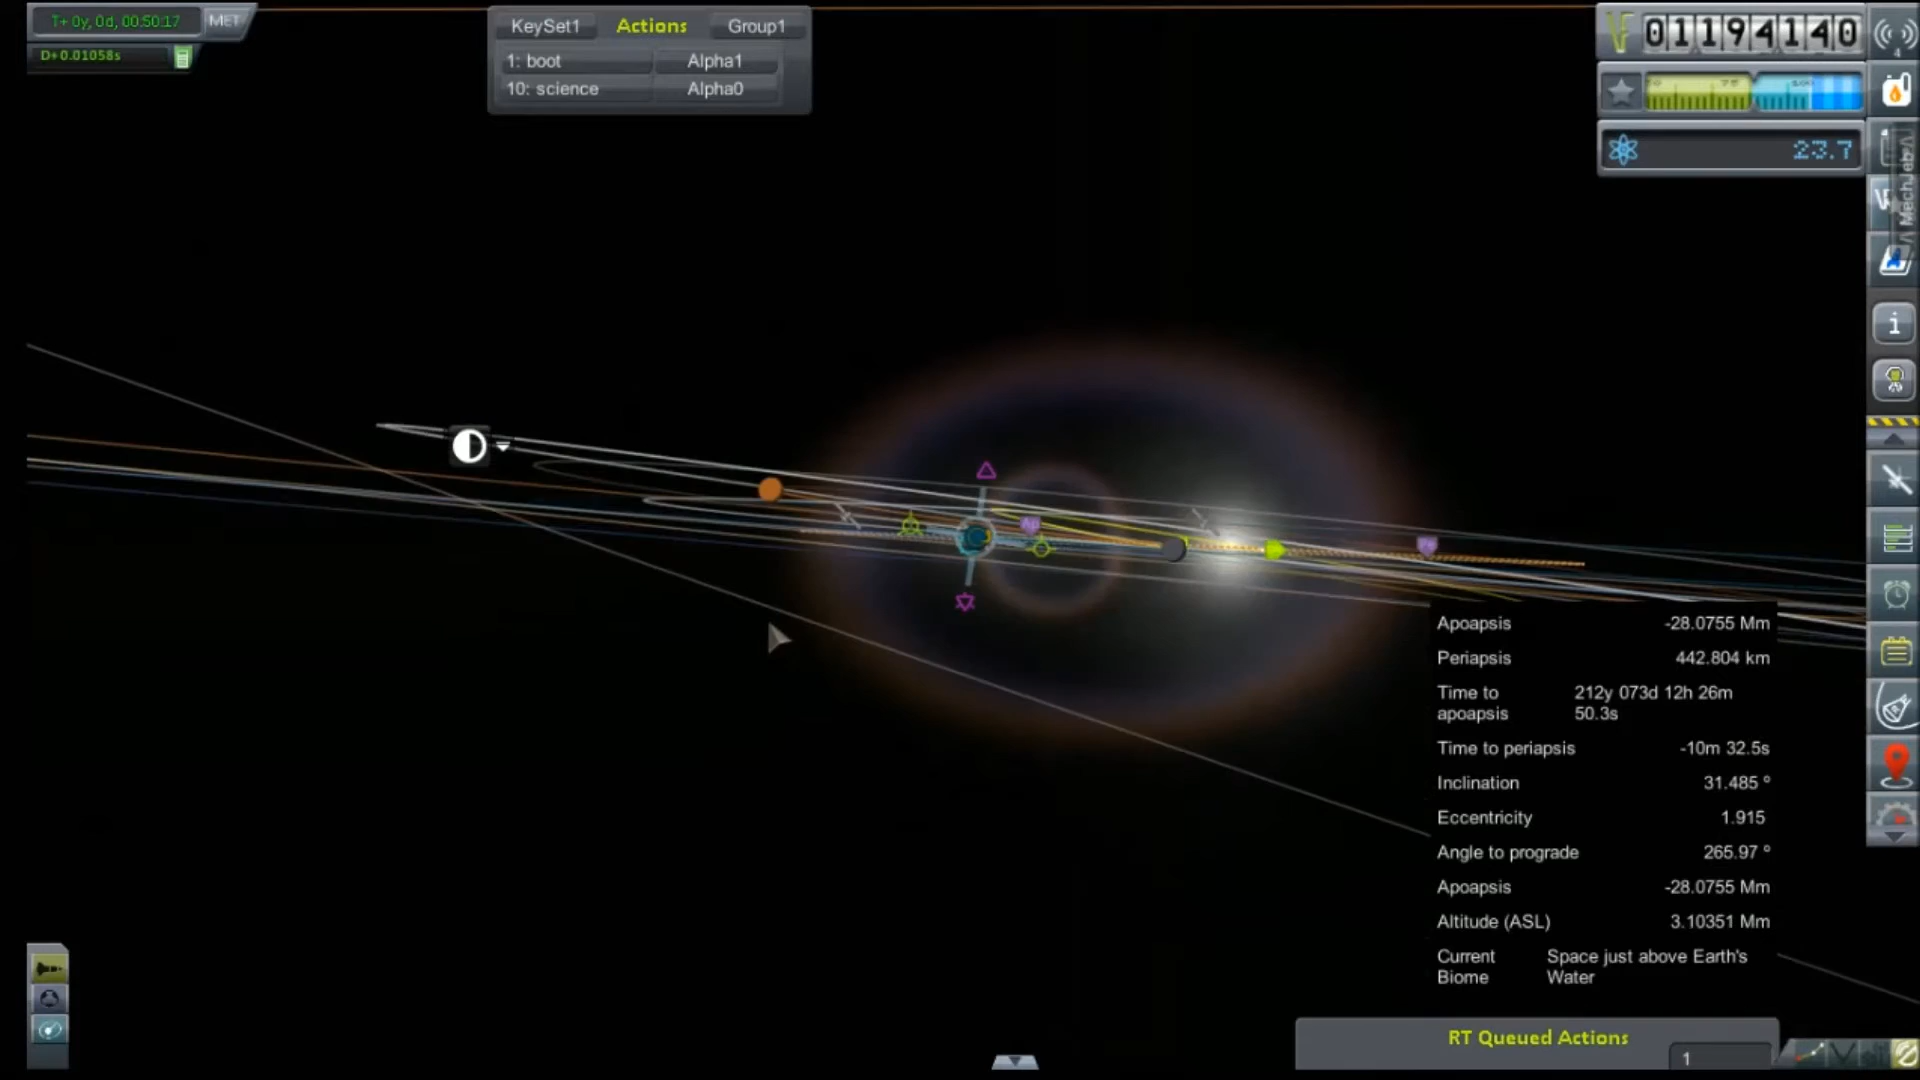 T+ 0y, 0d, 00:50:17 MET
D+0.01058s
KeySet1 Actions Group1
1: boot Alpha1
10: science Alpha0
01194140
4
23.7
MechJeb
i
Ap
Apoapsis -28.0755 Mm
Periapsis 442.804 km
Time to apoapsis 212y 073d 12h 26m 50.3s
Time to periapsis -10m 32.5s
Inclination 31.485 °
Eccentricity 1.915
Angle to prograde 265.97 °
Apoapsis -28.0755 Mm
Altitude (ASL) 3.10351 Mm
Current Biome Space just above Earth's Water
RT Queued Actions
1